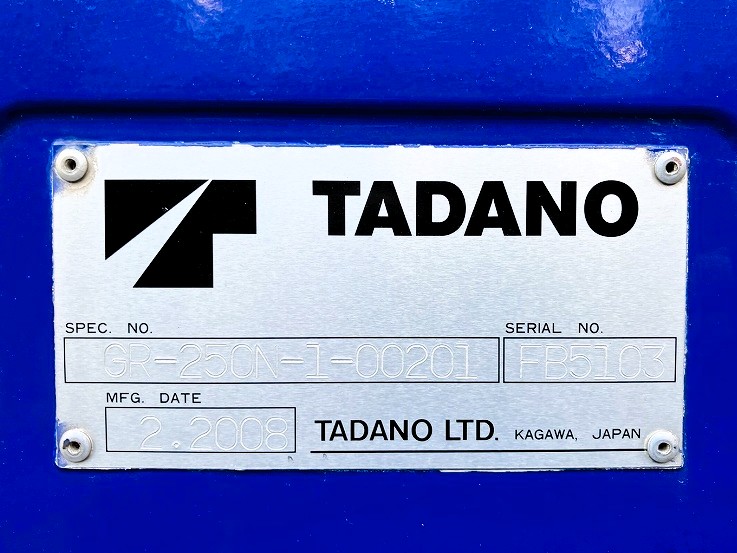 TADANO
SPEC. NO.
SERIAL NO.
GR-250N-1-00201
FB5103
MFG. DATE
2.2008
TADANO LTD. KAGAWA, JAPAN